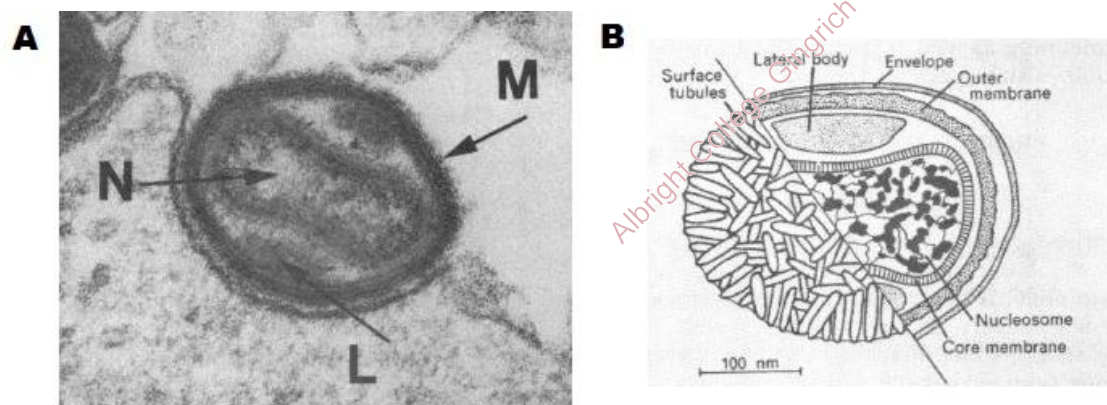 A
M
N
L
B
Lateral body
Envelope
Surface
tubules
Outer
membrane
Nucleosome
Core membrane
100 nm
Albright College Gingrich